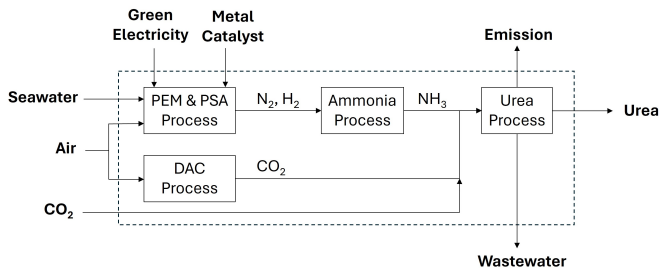 Green
Electricity
Metal
Catalyst
Emission
Seawater
PEM & PSA
Process
N₂, H₂
Ammonia
Process
NH₃
Urea
Process
Urea
Air
DAC
Process
CO₂
CO₂
Wastewater